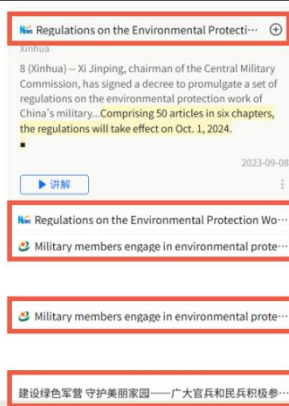 Regulations on the Environmental Protecti…
Xinhua
8 (Xinhua) -- Xi Jinping, chairman of the Central Military
Commission, has signed a decree to promulgate a set of
regulations on the environmental protection work of
China's military...Comprising 50 articles in six chapters,
the regulations will take effect on Oct. 1, 2024.
2023-09-08
▶ 讲解
Regulations on the Environmental Protection Wo…
Military members engage in environmental prote…
Military members engage in environmental prote…
建设绿色军营 守护美丽家园——广大官兵和民兵积极参…